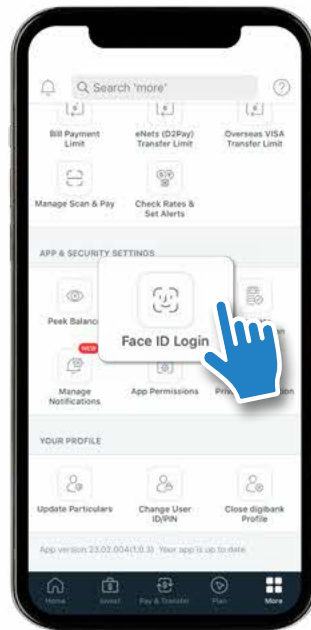 Search 'more'
Bill Payment
Limit
eNets (D2Pay)
Transfer Limit
Overseas VISA
Transfer Limit
Manage Scan & Pay
Check Rates &
Set Alerts
APP & SECURITY SETTINGS
Peek Balance
Face ID Login
NEW
Manage
Notifications
App Permissions
YOUR PROFILE
Update Particulars
Change User
ID/PIN
Close digibank
Profile
App version 23.02.004(1.0.3). Your app is up to date.
Home
Invest
Pay & Transfer
Plan
More